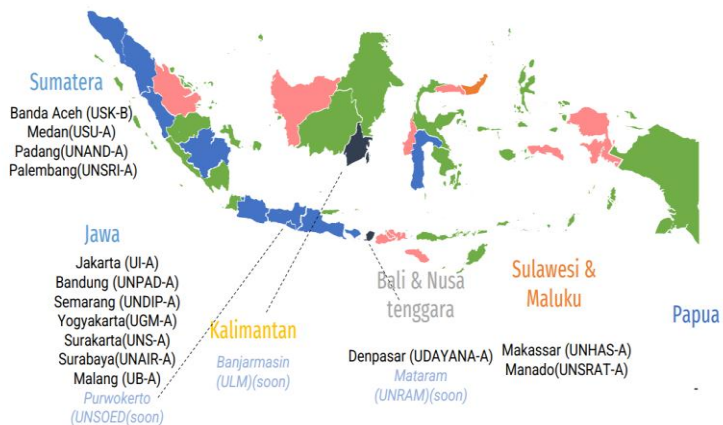 Sumatera
Banda Aceh (USK-B)
Medan(USU-A)
Padang(UNAND-A)
Palembang(UNSRI-A)
Jawa
Jakarta (UI-A)
Bandung (UNPAD-A)
Semarang (UNDIP-A)
Yogyakarta(UGM-A)
Surakarta(UNS-A)
Surabaya(UNAIR-A)
Malang (UB-A)
Purwokerto
(UNSOED(soon)
Kalimantan
Banjarmasin
(ULM)(soon)
Bali & Nusa
tenggara
Denpasar (UDAYANA-A)
Mataram
(UNRAM)(soon)
Sulawesi &
Maluku
Makassar (UNHAS-A)
Manado(UNSRAT-A)
Papua
-